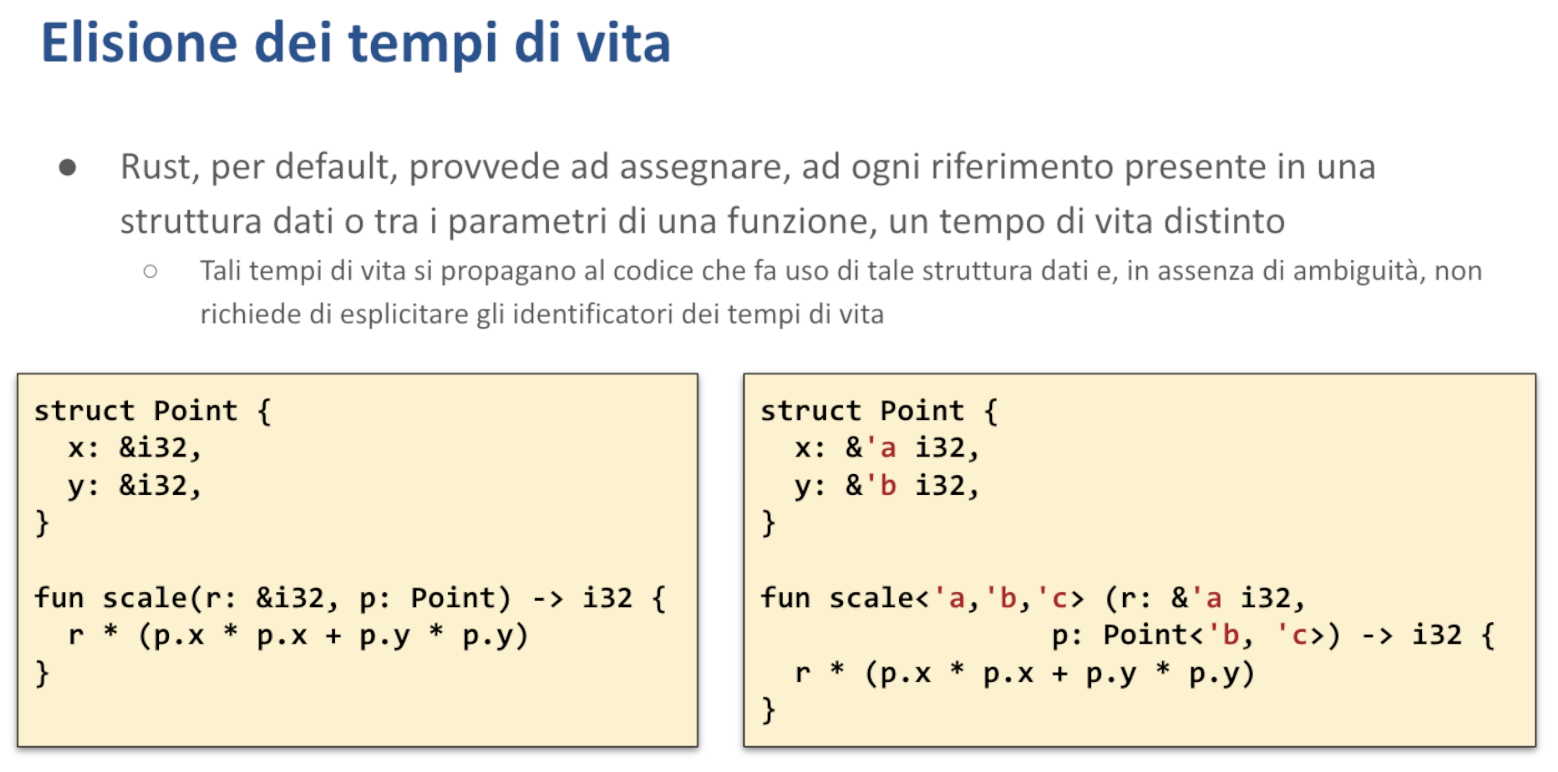 Elisione dei tempi di vita
● Rust, per default, provvede ad assegnare, ad ogni riferimento presente in una
struttura dati o tra i parametri di una funzione, un tempo di vita distinto
○ Tali tempi di vita si propagano al codice che fa uso di tale struttura dati e, in assenza di ambiguità, non
richiede di esplicitare gli identificatori dei tempi di vita
struct Point {
  x: &i32,
  y: &i32,
}

fun scale(r: &i32, p: Point) -> i32 {
  r * (p.x * p.x + p.y * p.y)
}
struct Point {
  x: &'a i32,
  y: &'b i32,
}

fun scale<'a,'b,'c> (r: &'a i32,
                 p: Point<'b, 'c>) -> i32 {
  r * (p.x * p.x + p.y * p.y)
}